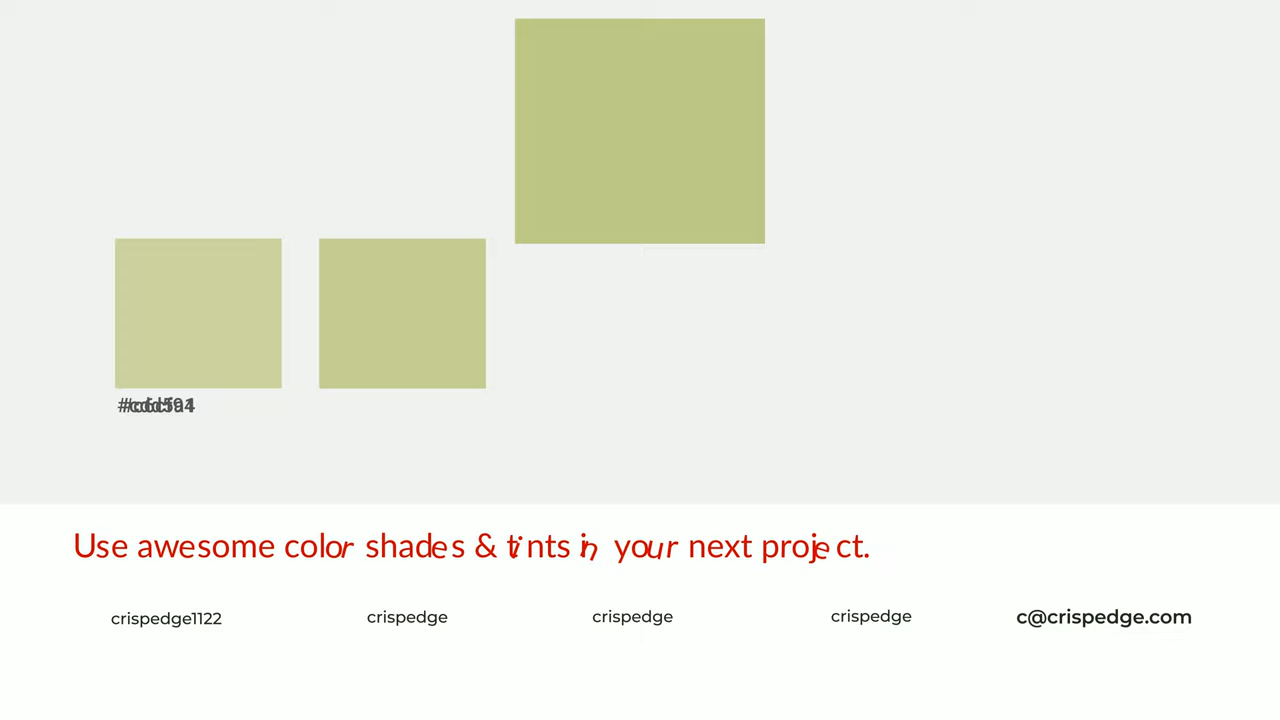 Use awesome color shades & tints in your next project.
crispedge1122 crispedge crispedge crispedge c@crispedge.com